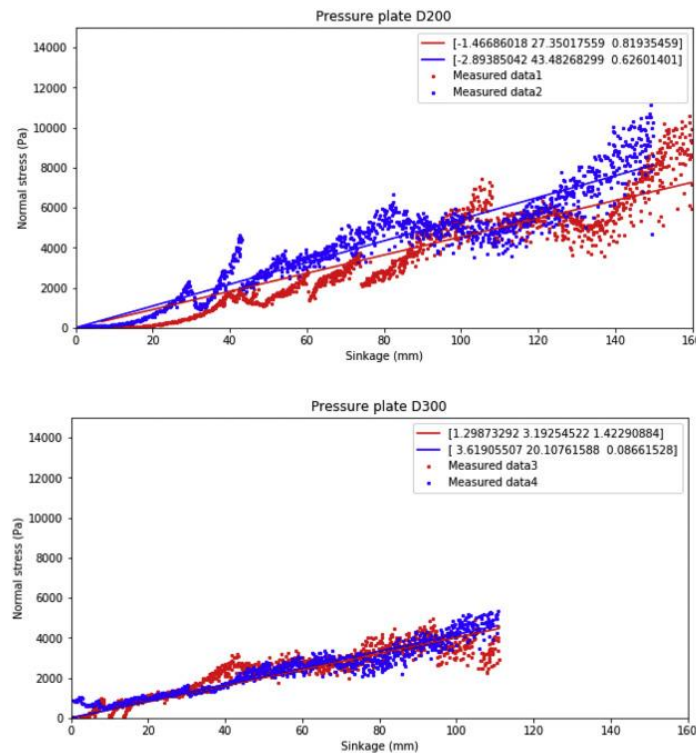 Pressure plate D200
[-1.46686018 27.35017559 0.81935459]
[-2.89385042 43.48268299 0.62601401]
Measured data1
Measured data2
14000
12000
10000
8000
6000
4000
2000
0
Normal stress (Pa)
0 20 40 60 80 100 120 140 160
Sinkage (mm)
Pressure plate D300
[1.29873292 3.19254522 1.42290884]
[ 3.61905507 20.10761588 0.08661528]
Measured data3
Measured data4
14000
12000
10000
8000
6000
4000
2000
0
Normal stress (Pa)
0 20 40 60 80 100 120 140 160
Sinkage (mm)